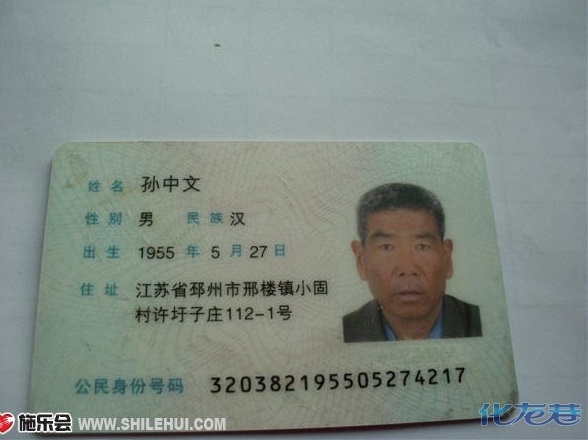 姓名 孙中文
性别 男 民族 汉
出生 1955 年 5 月 27 日
住址 江苏省邳州市邢楼镇小固
村许圩子庄112-1号
公民身份号码 320382195505274217
施乐会 WWW.SHILEHUI.COM
化龙巷